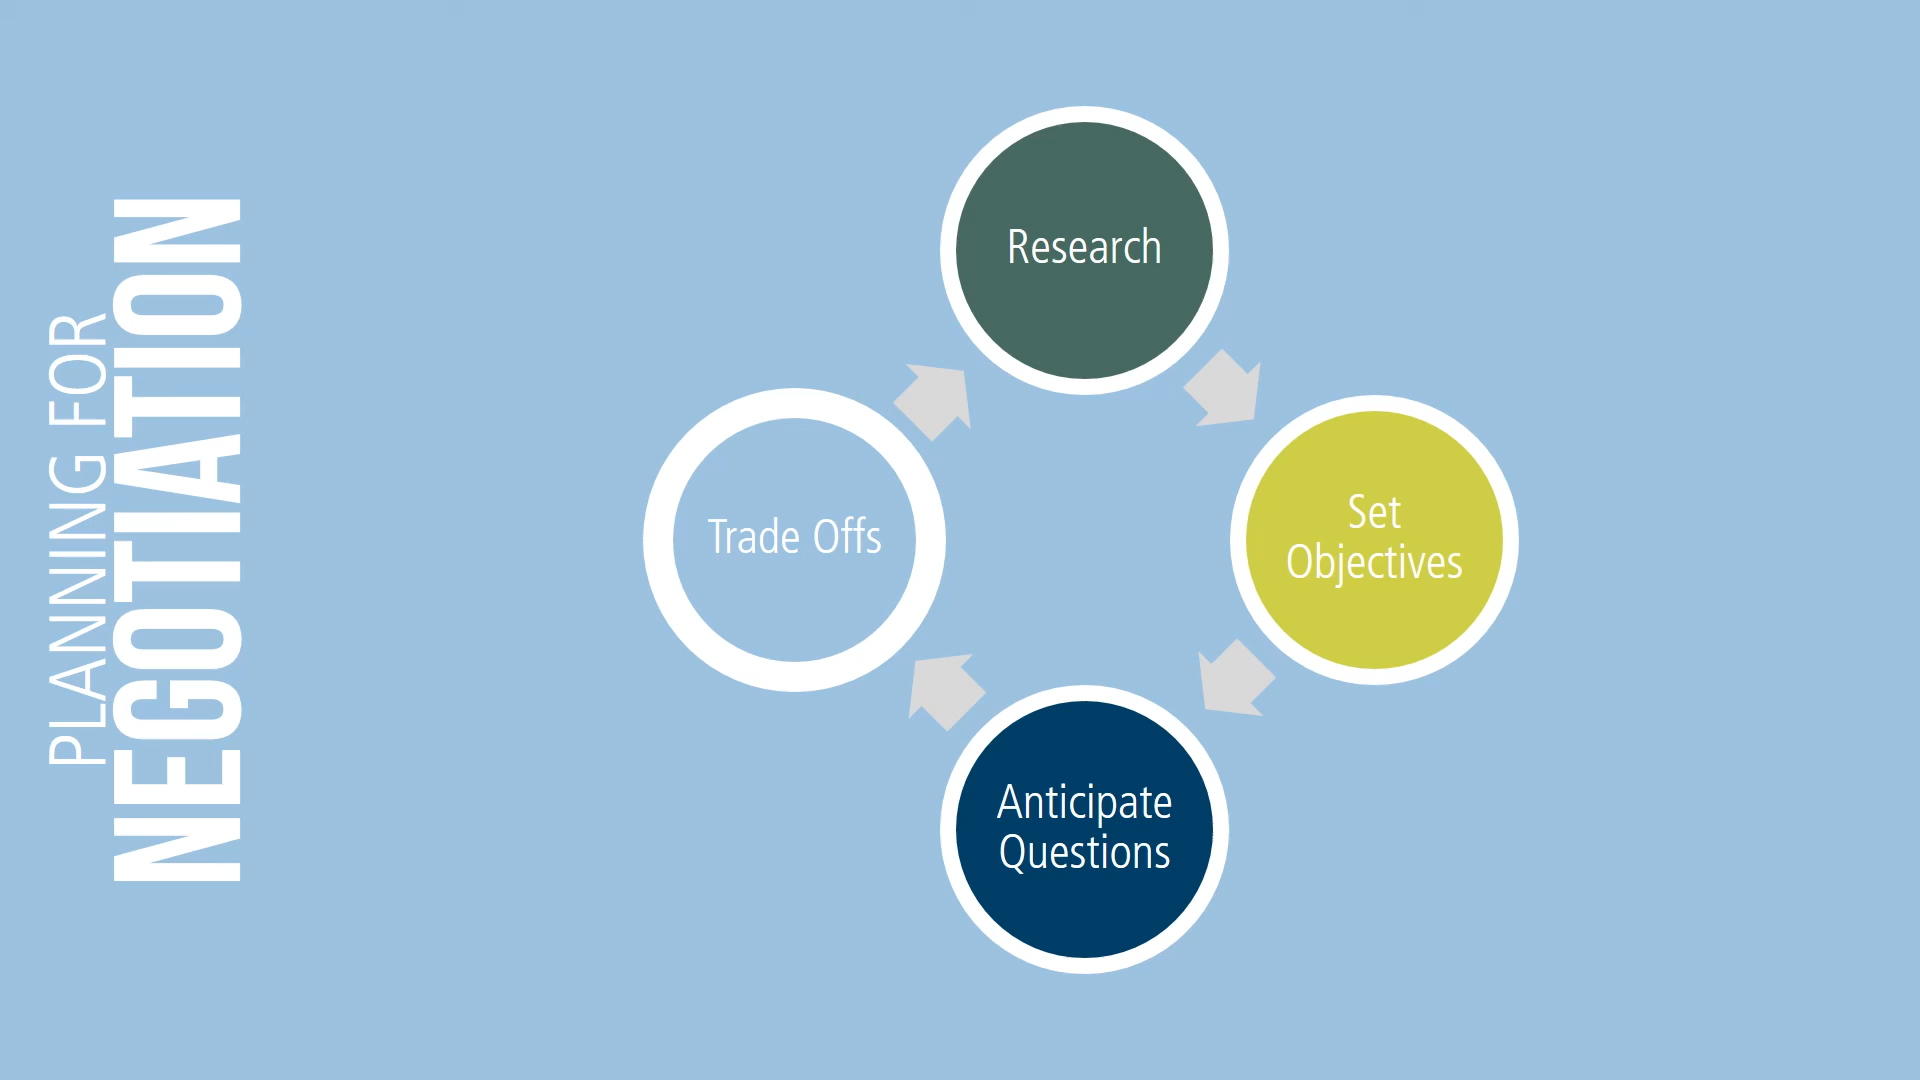 PLANNING FOR
NEGOTIATION
Research
Set
Objectives
Anticipate
Questions
Trade Offs